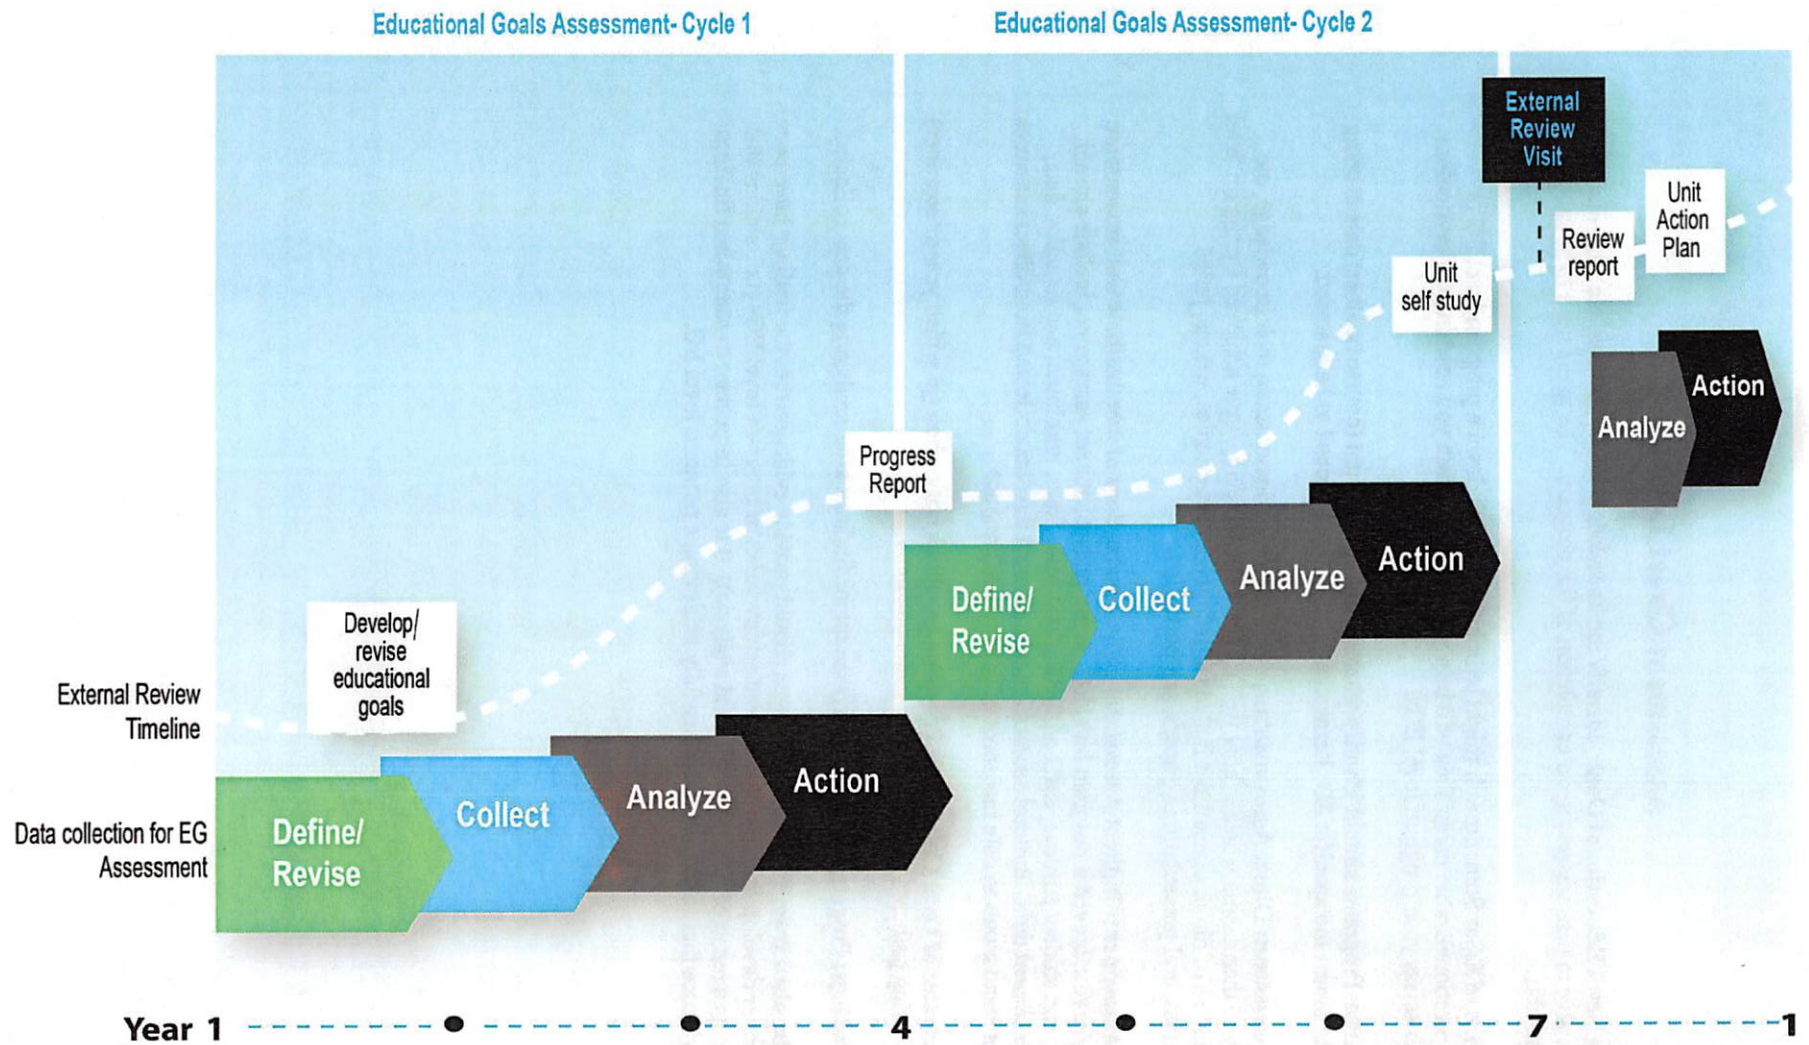 Educational Goals Assessment- Cycle 1
Educational Goals Assessment- Cycle 2
External
Review
Visit
Unit
Action
Plan
Review
report
Unit
self study
Action
Analyze
Progress
Report
Action
Analyze
Collect
Define/
Revise
Develop/
revise
educational
goals
External Review
Timeline
Action
Analyze
Collect
Define/
Revise
Data collection for EG
Assessment
Year 1
4
7
1